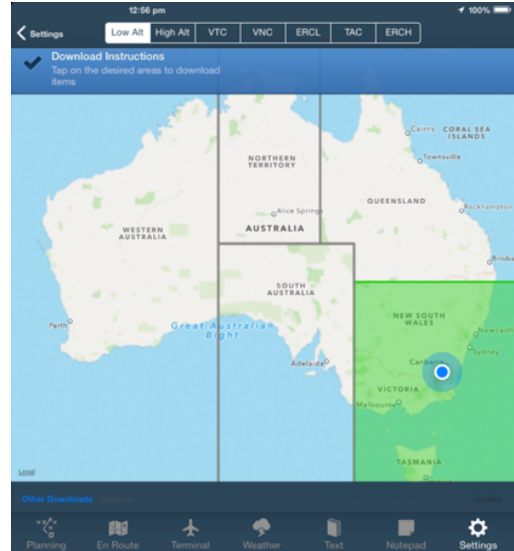 12:56 pm
100%
Settings
Low Alt
High Alt
VTC
VNC
ERCL
TAC
ERCH
Download Instructions
Tap on the desired areas to download
items
Cairns
CORAL SEA
ISLANDS
Townsville
NORTHERN
TERRITORY
QUEENSLAND
Rockhampton
Alice Springs
AUSTRALIA
WESTERN
AUSTRALIA
Brisba
SOUTH
AUSTRALIA
NEW SOUTH
WALES
Perth
Great Australian
Bight
Newcastl
Sydney
Adelaide
Canberra
VICTORIA
Melbourne
TASMANIA
Legal
Other Downloads
Devices
Update
Planning
En Route
Terminal
Weather
Text
Notepad
Settings